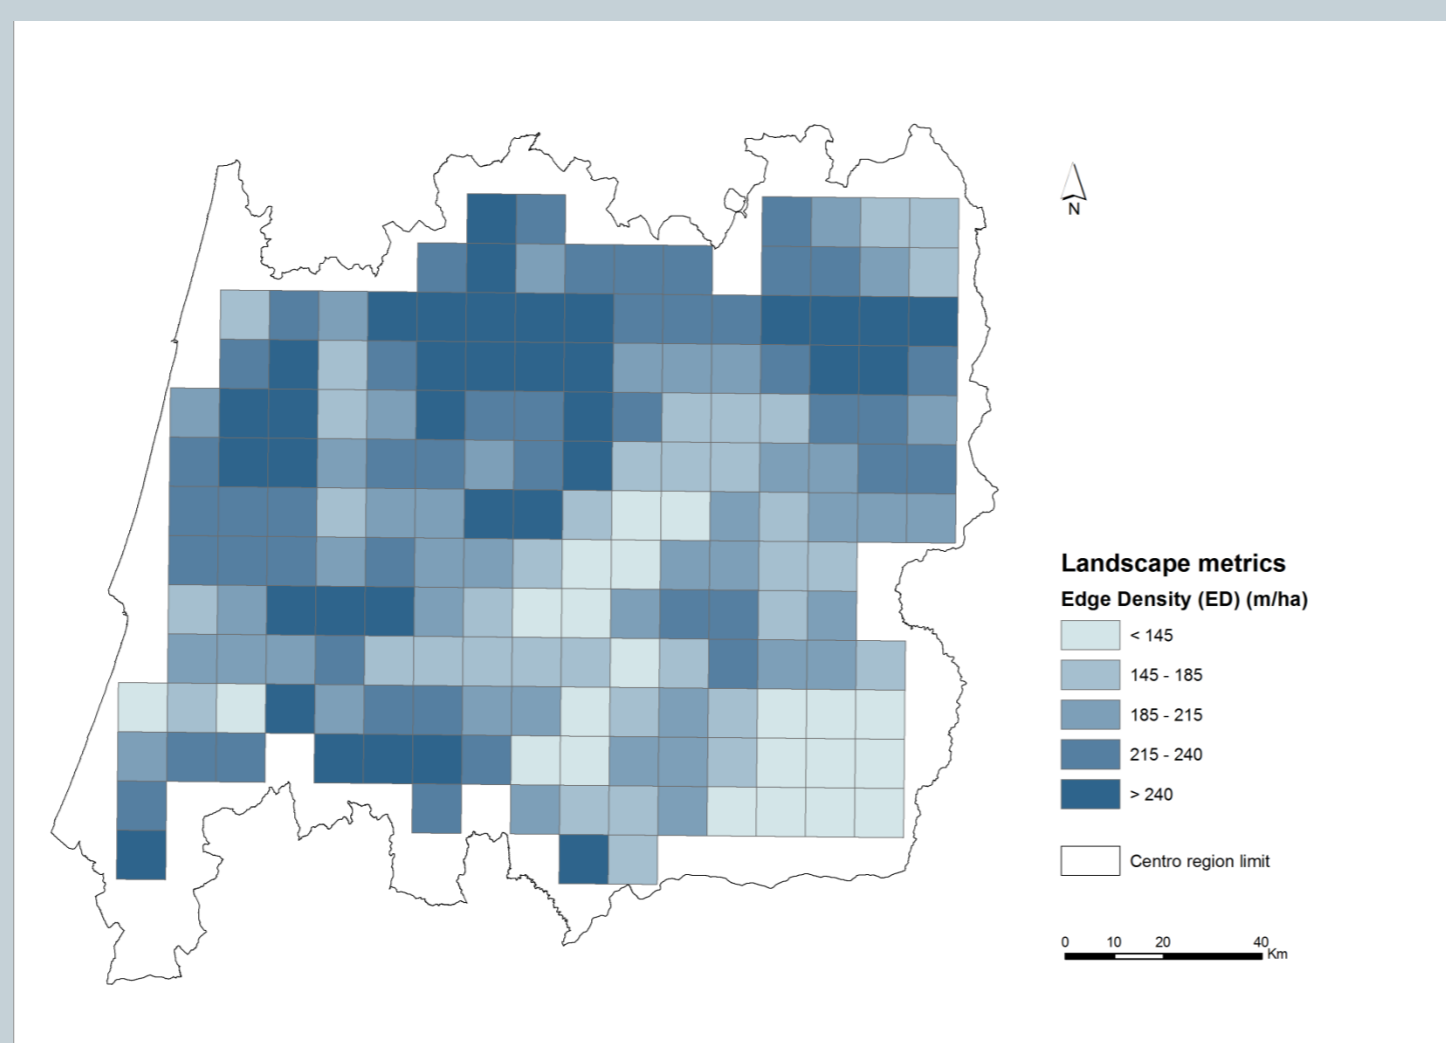 N
Landscape metrics
Edge Density (ED) (m/ha)
< 145
145 - 185
185 - 215
215 - 240
> 240
Centro region limit
0 10 20 40
Km